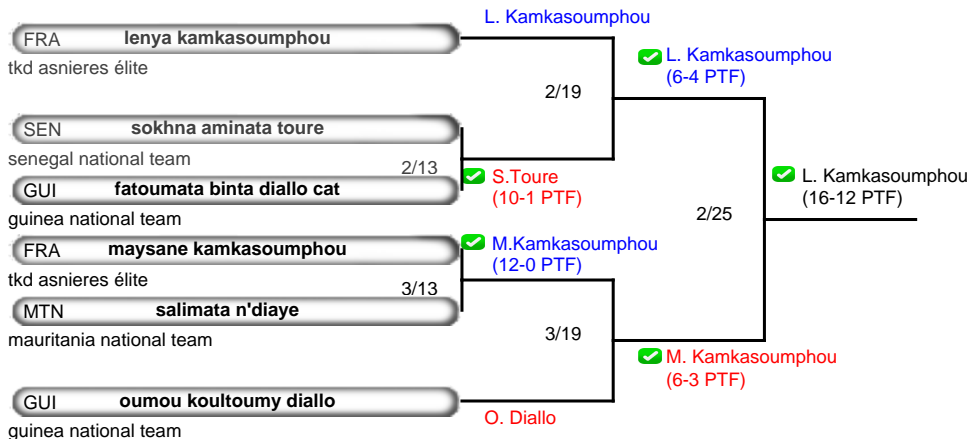 L. Kamkasoumphou
FRA lenya kamkasoumphou
tkd asnieres élite
L. Kamkasoumphou
(6-4 PTF)
2/19
SEN sokhna aminata toure
senegal national team
2/13
S.Toure
(10-1 PTF)
GUI fatoumata binta diallo cat
guinea national team
L. Kamkasoumphou
(16-12 PTF)
2/25
FRA maysane kamkasoumphou
tkd asnieres élite
M.Kamkasoumphou
(12-0 PTF)
3/13
MTN salimata n'diaye
mauritania national team
3/19
M. Kamkasoumphou
(6-3 PTF)
GUI oumou koultoumy diallo
guinea national team
O. Diallo